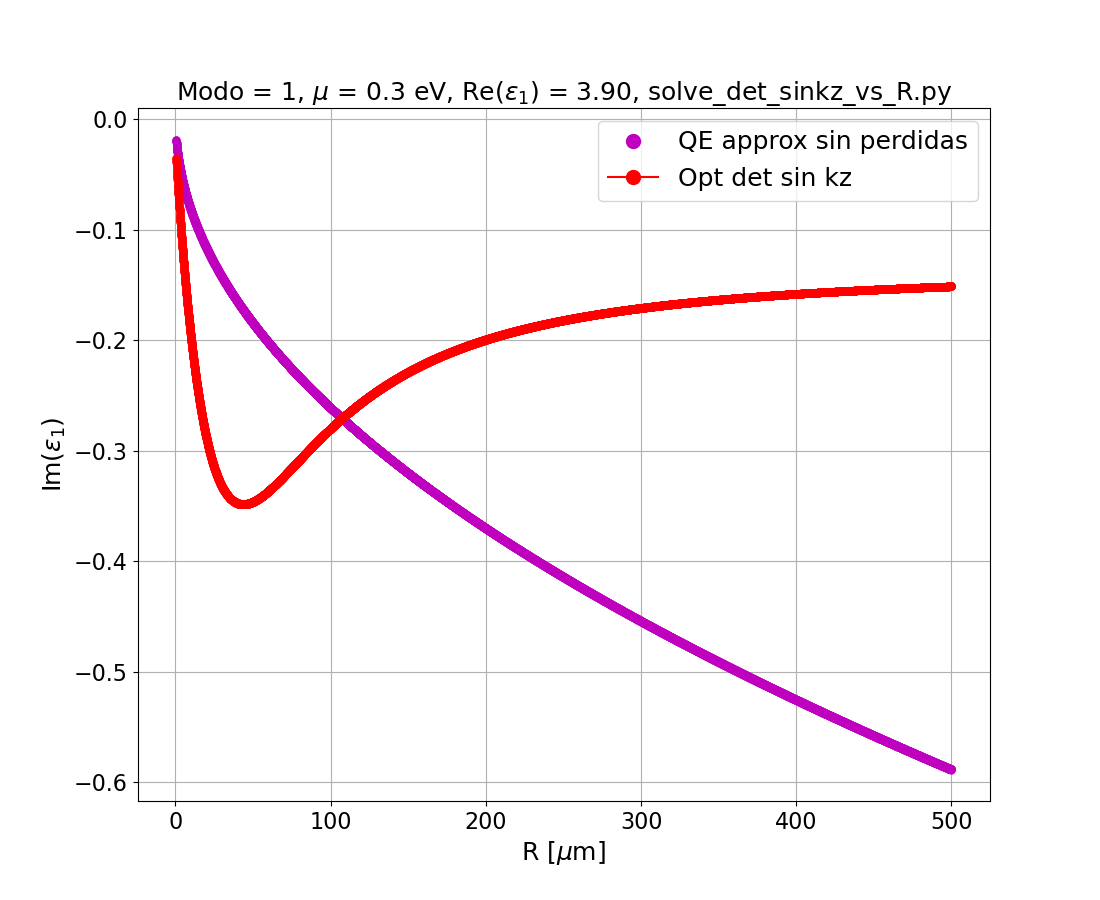 Modo = 1, μ = 0.3 eV, Re(ε₁) = 3.90, solve_det_sinkz_vs_R.py
QE approx sin perdidas
Opt det sin kz
Im(ε₁)
0.0
−0.1
−0.2
−0.3
−0.4
−0.5
−0.6
0 100 200 300 400 500
R [μm]